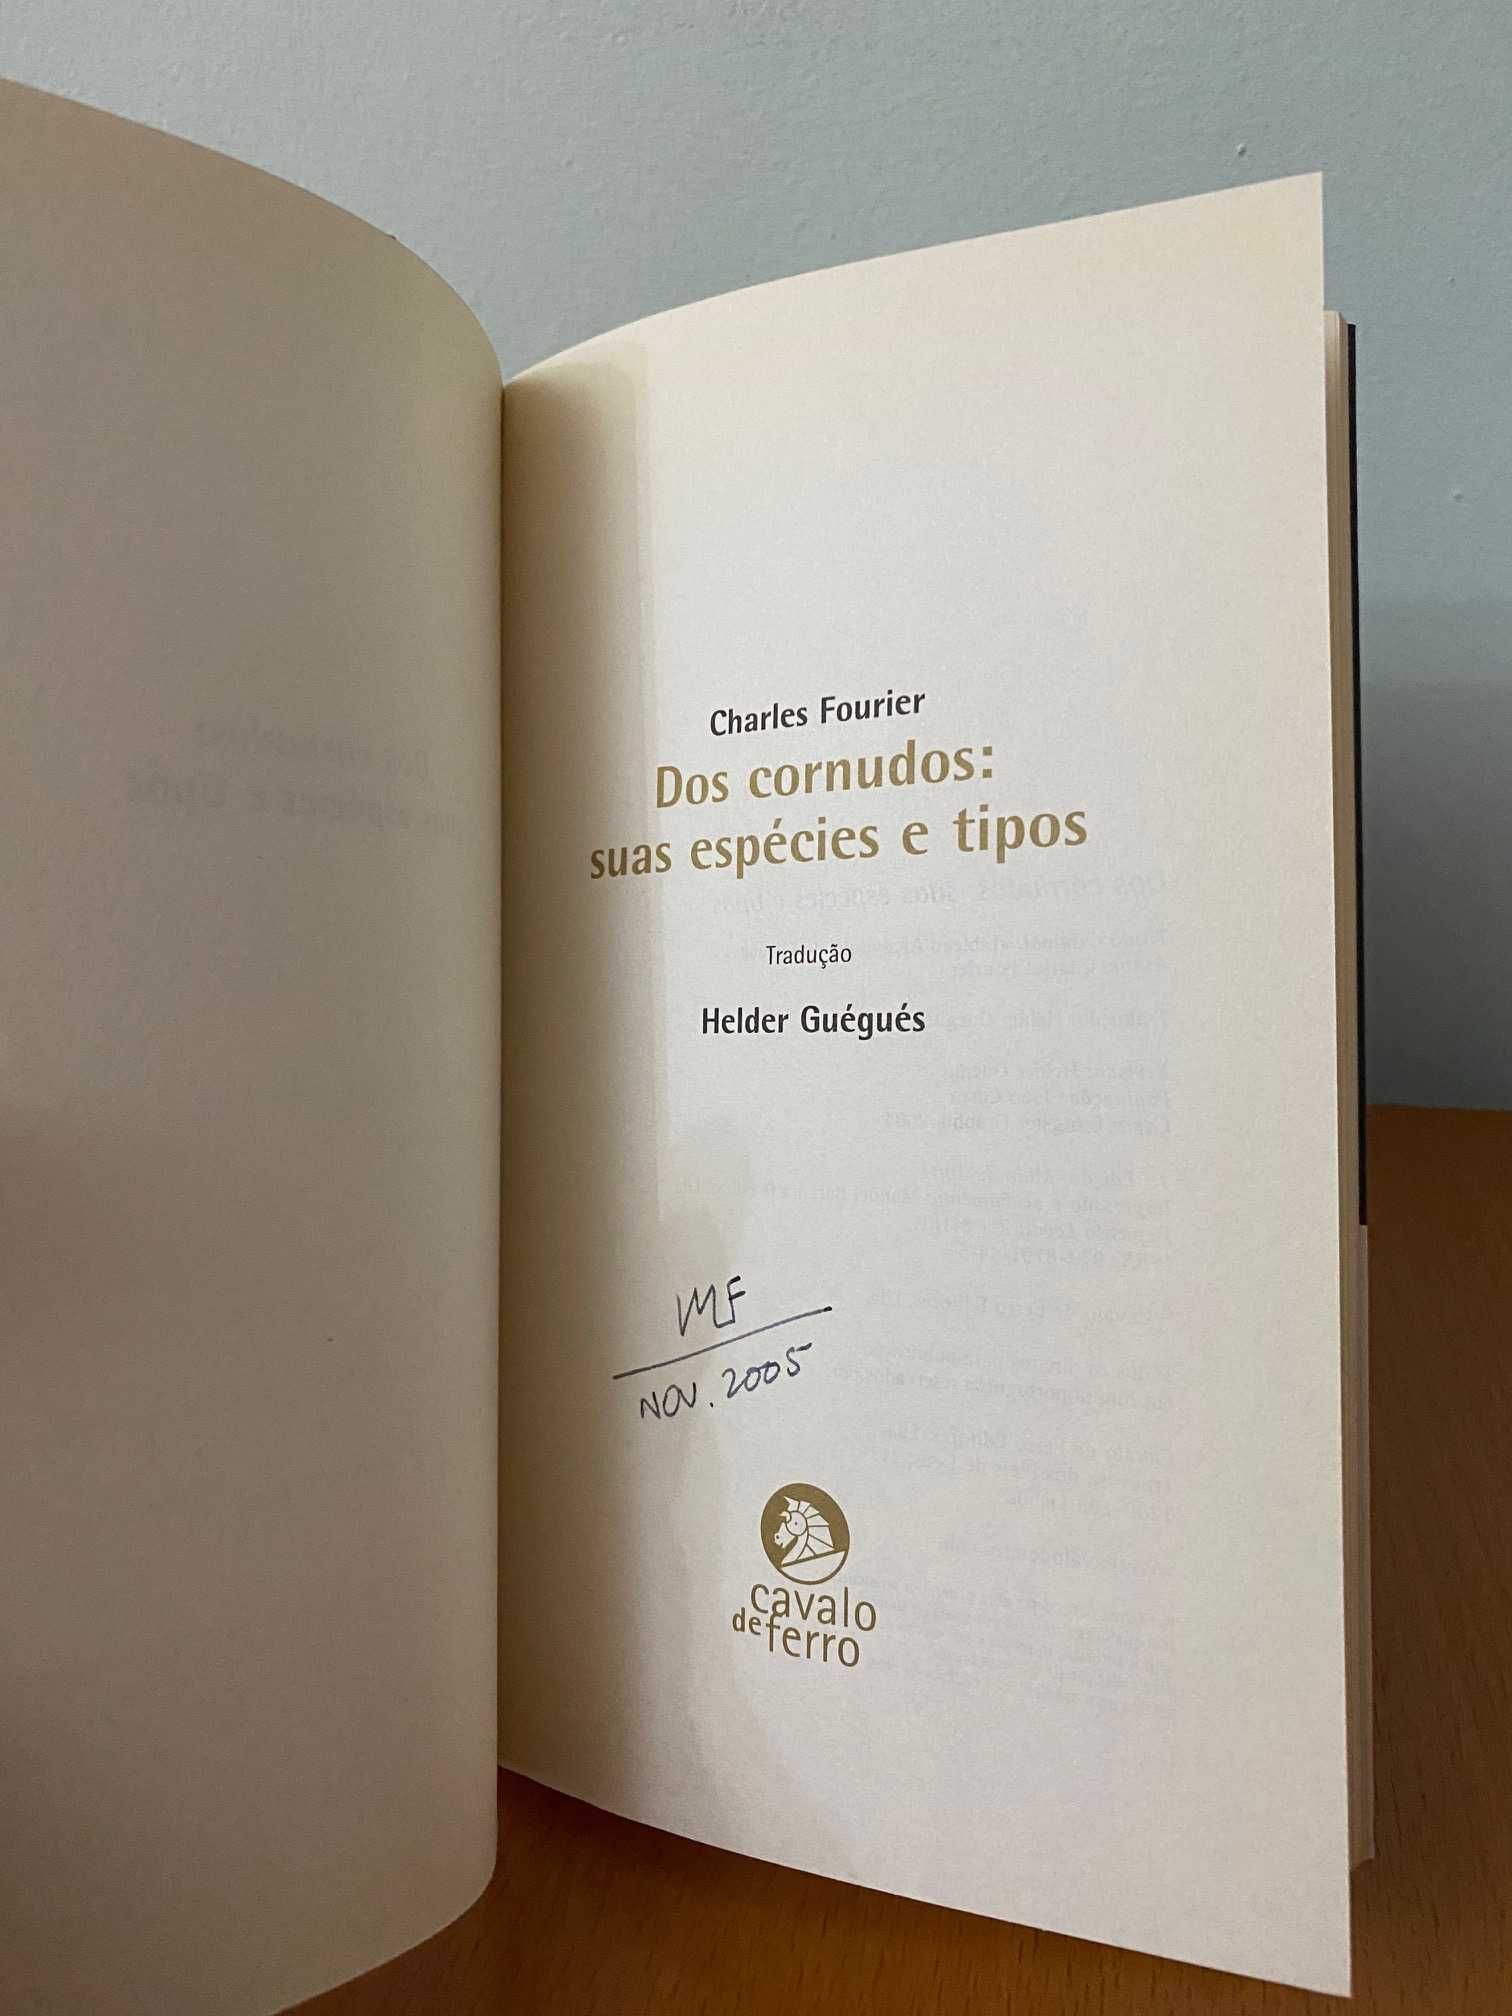 Charles Fourier
Dos cornudos:
suas espécies e tipos
Tradução
Helder Guégués
MF
NOV. 2005
cavalo
de ferro